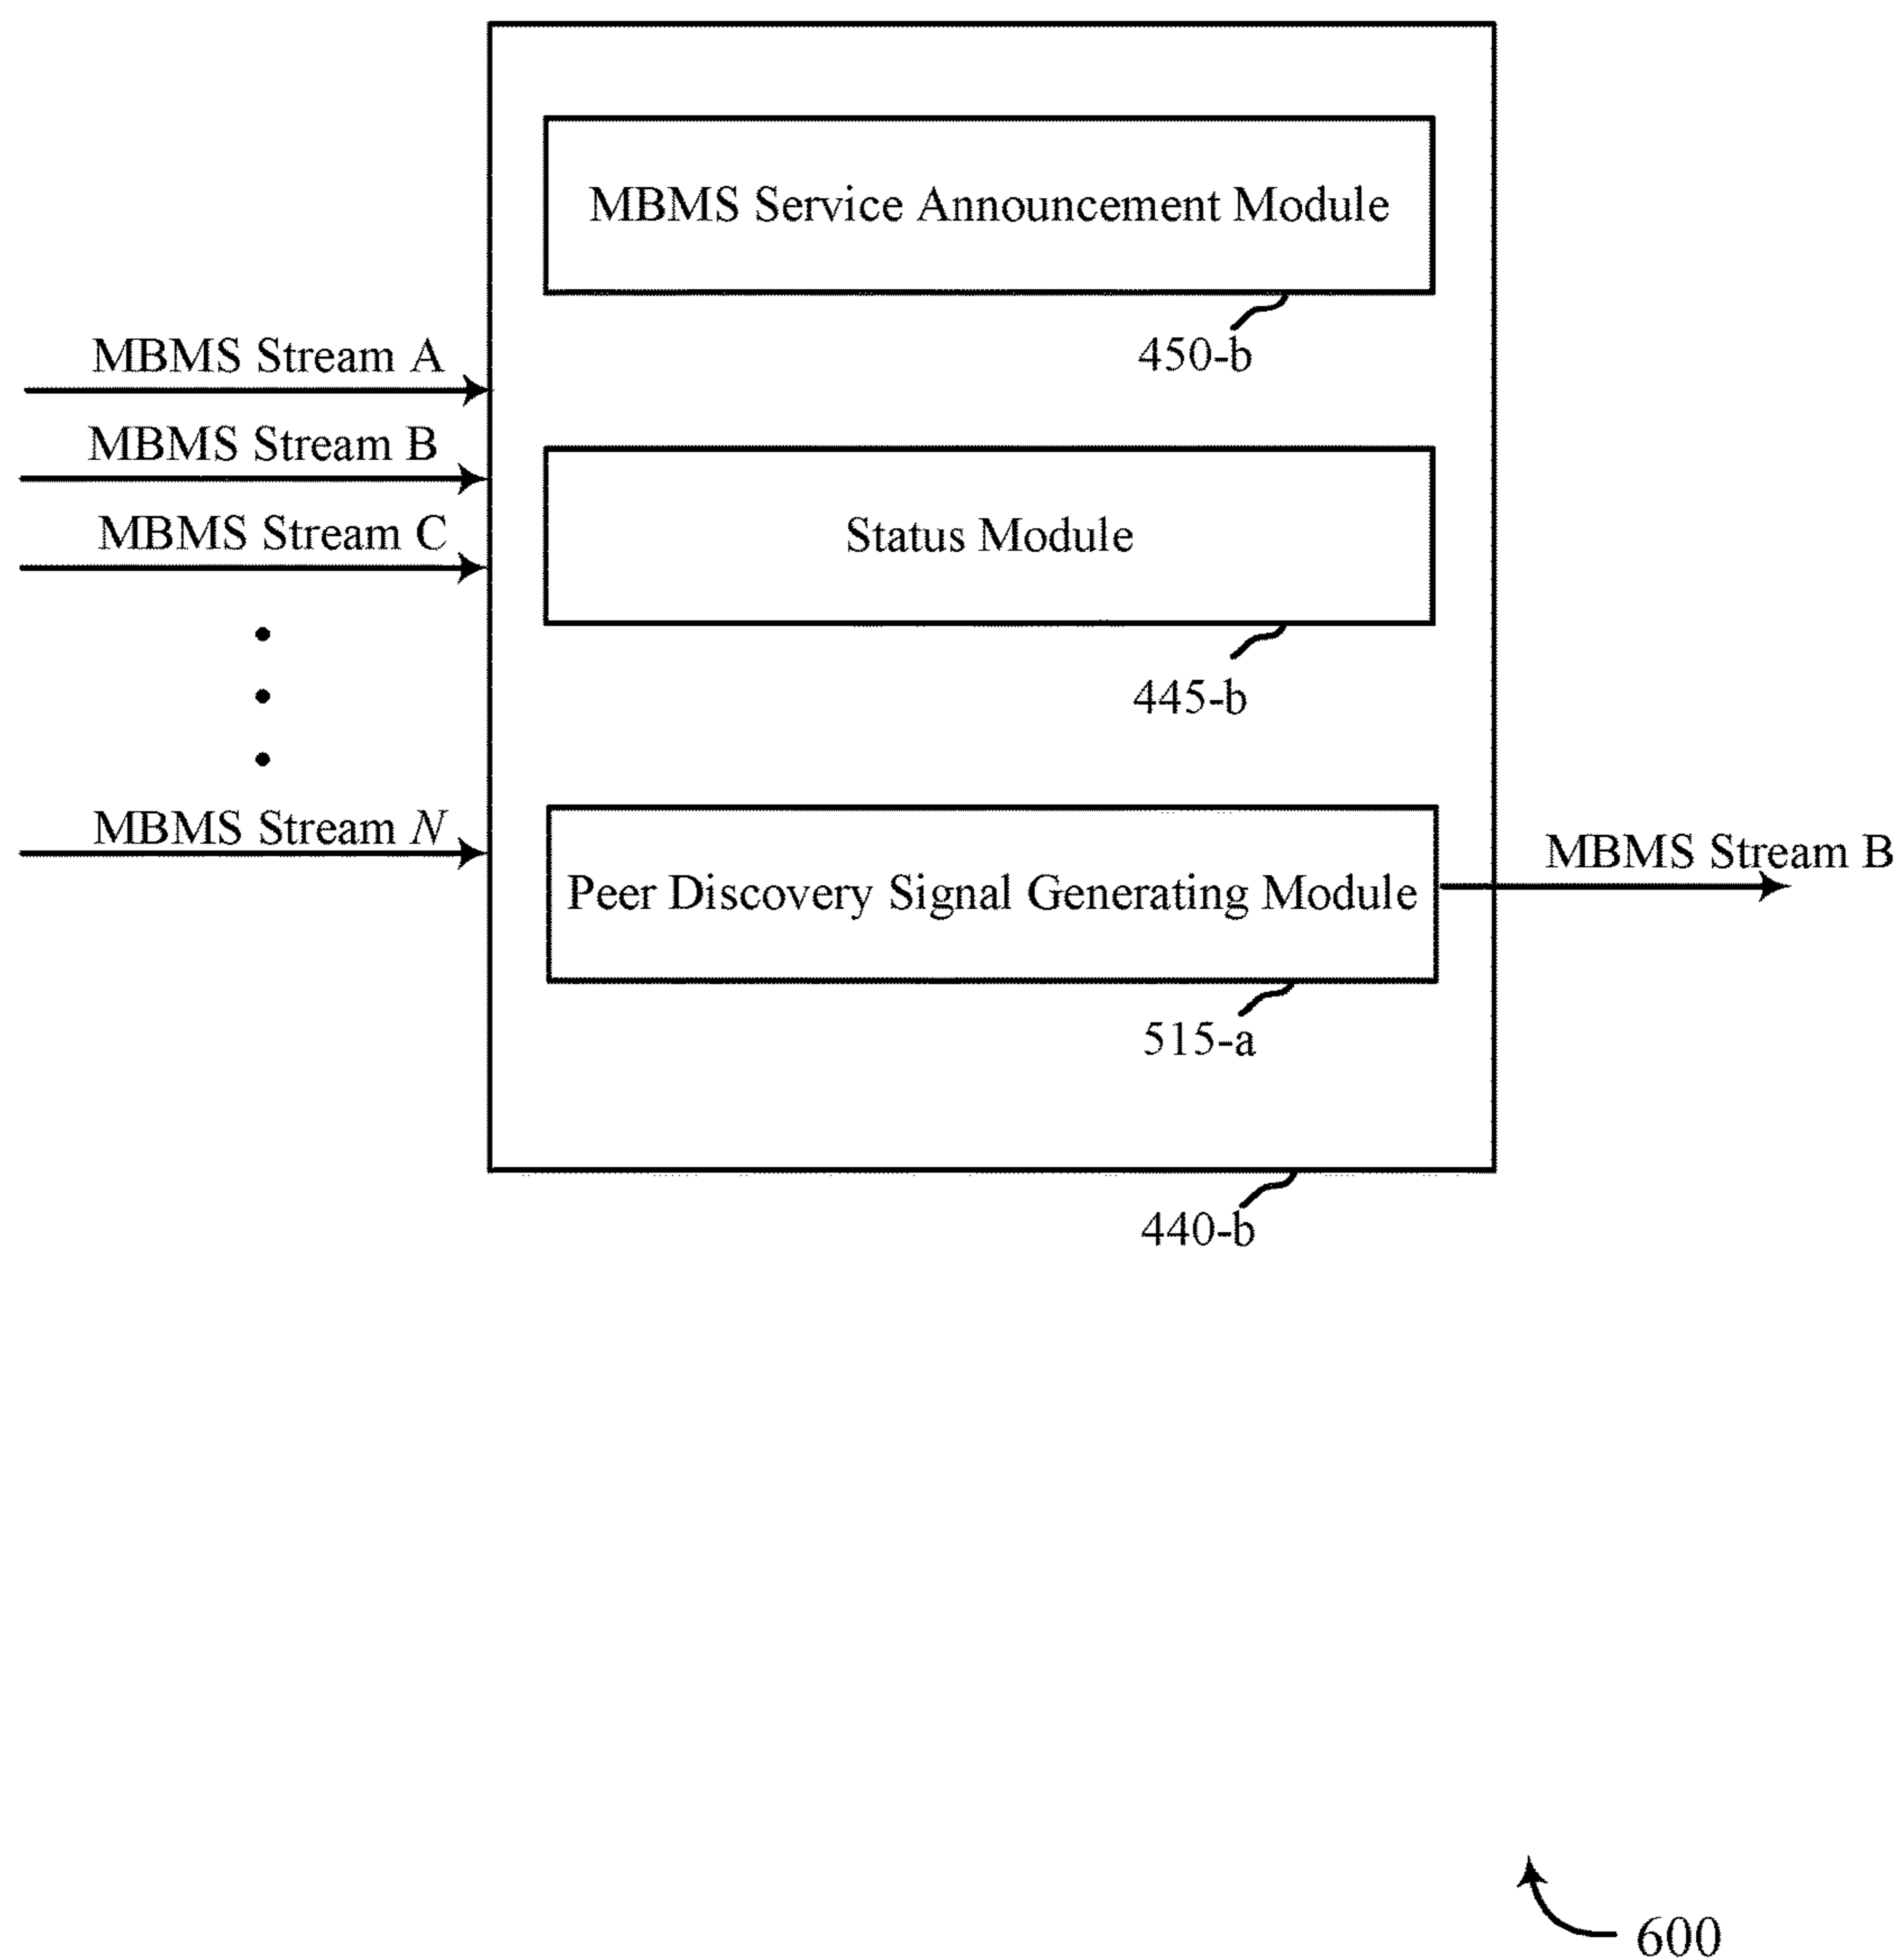 MBMS Service Announcement Module
450-b
MBMS Stream A
MBMS Stream B
MBMS Stream C
Status Module
445-b
MBMS Stream N
Peer Discovery Signal Generating Module
MBMS Stream B
515-a
440-b
600